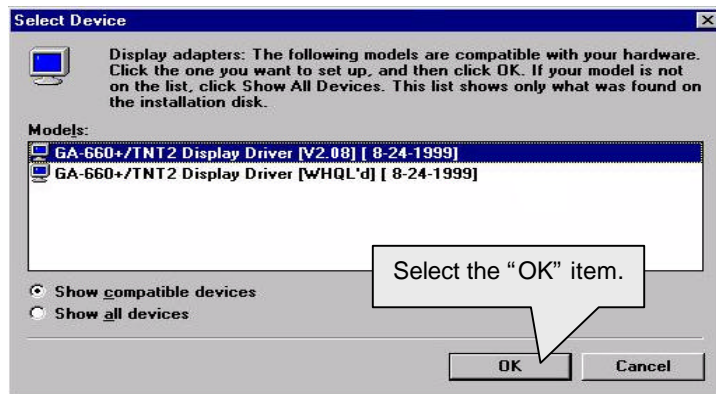 Select Device
Display adapters: The following models are compatible with your hardware.
Click the one you want to set up, and then click OK. If your model is not
on the list, click Show All Devices. This list shows only what was found on
the installation disk.
Models:
GA-660+/TNT2 Display Driver [V2.08] [ 8-24-1999]
GA-660+/TNT2 Display Driver [WHQL'd] [ 8-24-1999]
Select the “OK” item.
Show compatible devices
Show all devices
OK
Cancel